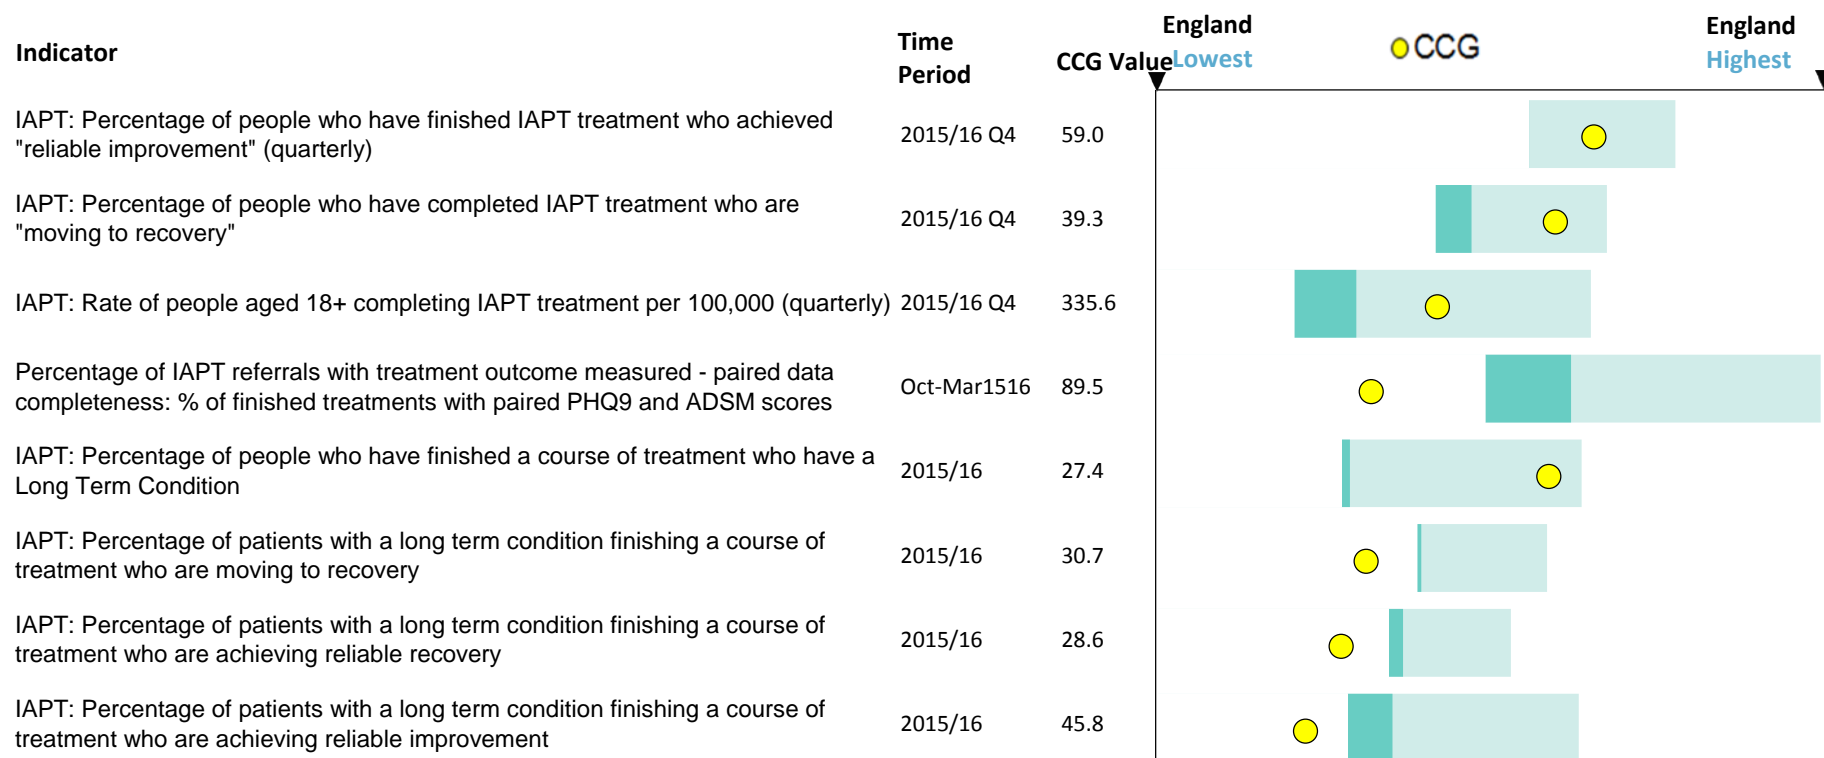 Indicator
Time
Period
CCG Value
England
Lowest
CCG
England
Highest
IAPT: Percentage of people who have finished IAPT treatment who achieved
"reliable improvement" (quarterly)
2015/16 Q4
59.0
IAPT: Percentage of people who have completed IAPT treatment who are
"moving to recovery"
2015/16 Q4
39.3
IAPT: Rate of people aged 18+ completing IAPT treatment per 100,000 (quarterly)
2015/16 Q4
335.6
Percentage of IAPT referrals with treatment outcome measured - paired data
completeness: % of finished treatments with paired PHQ9 and ADSM scores
Oct-Mar1516
89.5
IAPT: Percentage of people who have finished a course of treatment who have a
Long Term Condition
2015/16
27.4
IAPT: Percentage of patients with a long term condition finishing a course of
treatment who are moving to recovery
2015/16
30.7
IAPT: Percentage of patients with a long term condition finishing a course of
treatment who are achieving reliable recovery
2015/16
28.6
IAPT: Percentage of patients with a long term condition finishing a course of
treatment who are achieving reliable improvement
2015/16
45.8